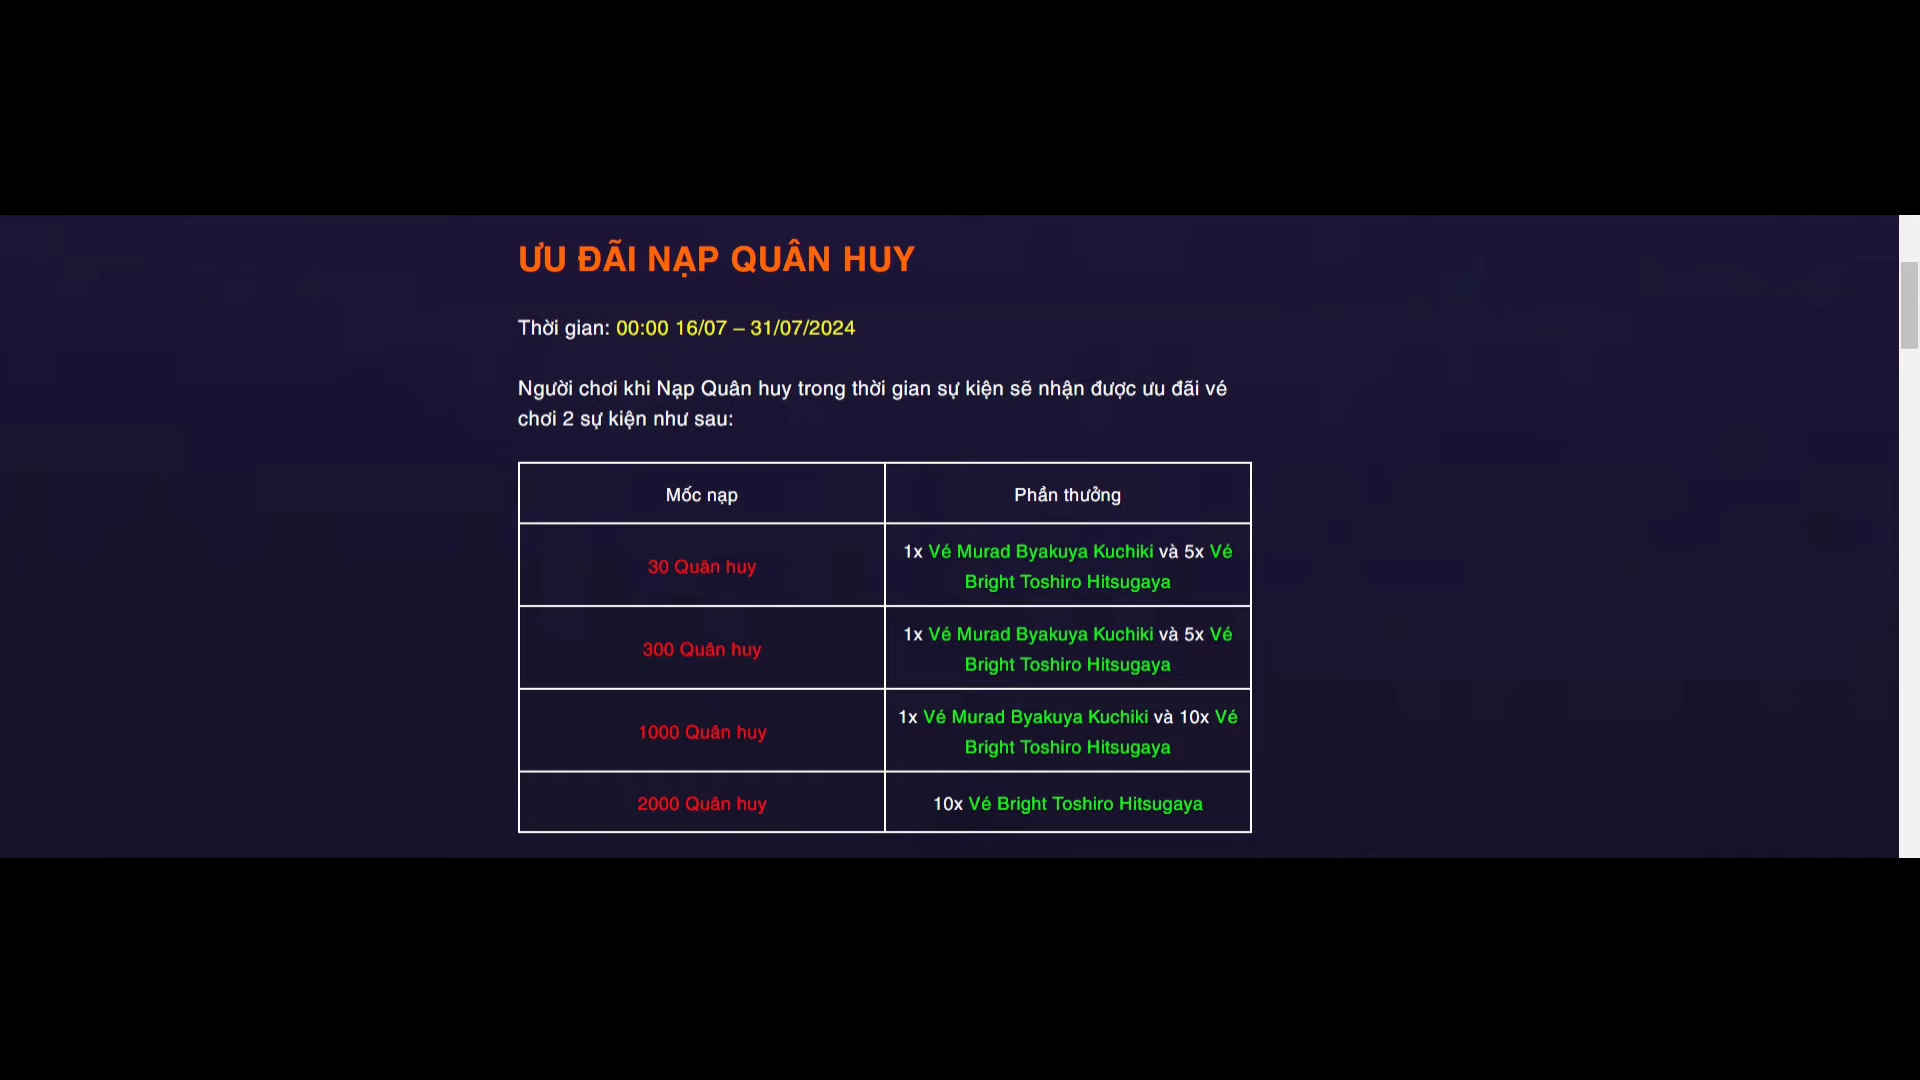 ƯU ĐÃI NẠP QUÂN HUY
Thời gian: 00:00 16/07 – 31/07/2024
Người chơi khi Nạp Quân huy trong thời gian sự kiện sẽ nhận được ưu đãi vé
chơi 2 sự kiện như sau:
Mốc nạp
Phần thưởng
30 Quân huy
1x Vé Murad Byakuya Kuchiki và 5x Vé
Bright Toshiro Hitsugaya
300 Quân huy
1x Vé Murad Byakuya Kuchiki và 5x Vé
Bright Toshiro Hitsugaya
1000 Quân huy
1x Vé Murad Byakuya Kuchiki và 10x Vé
Bright Toshiro Hitsugaya
2000 Quân huy
10x Vé Bright Toshiro Hitsugaya